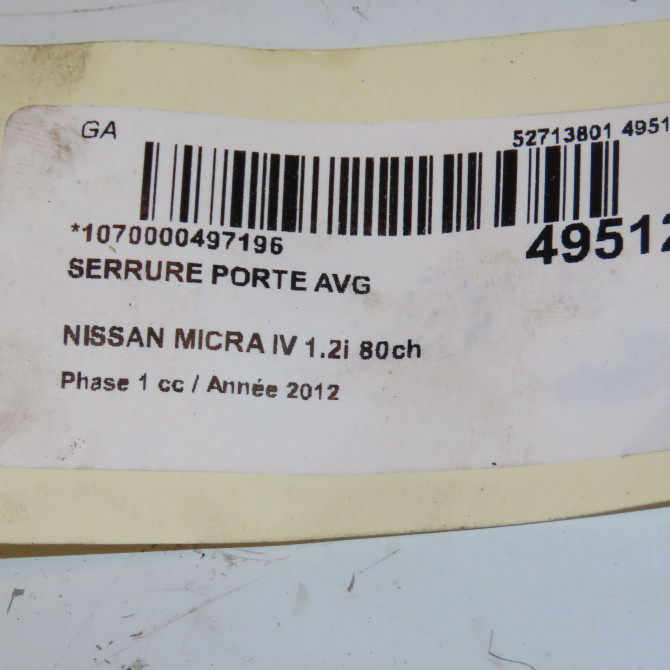 GA
52713801 4951
*1070000497196
49512
SERRURE PORTE AVG
NISSAN MICRA IV 1.2i 80ch
Phase 1 cc / Année 2012